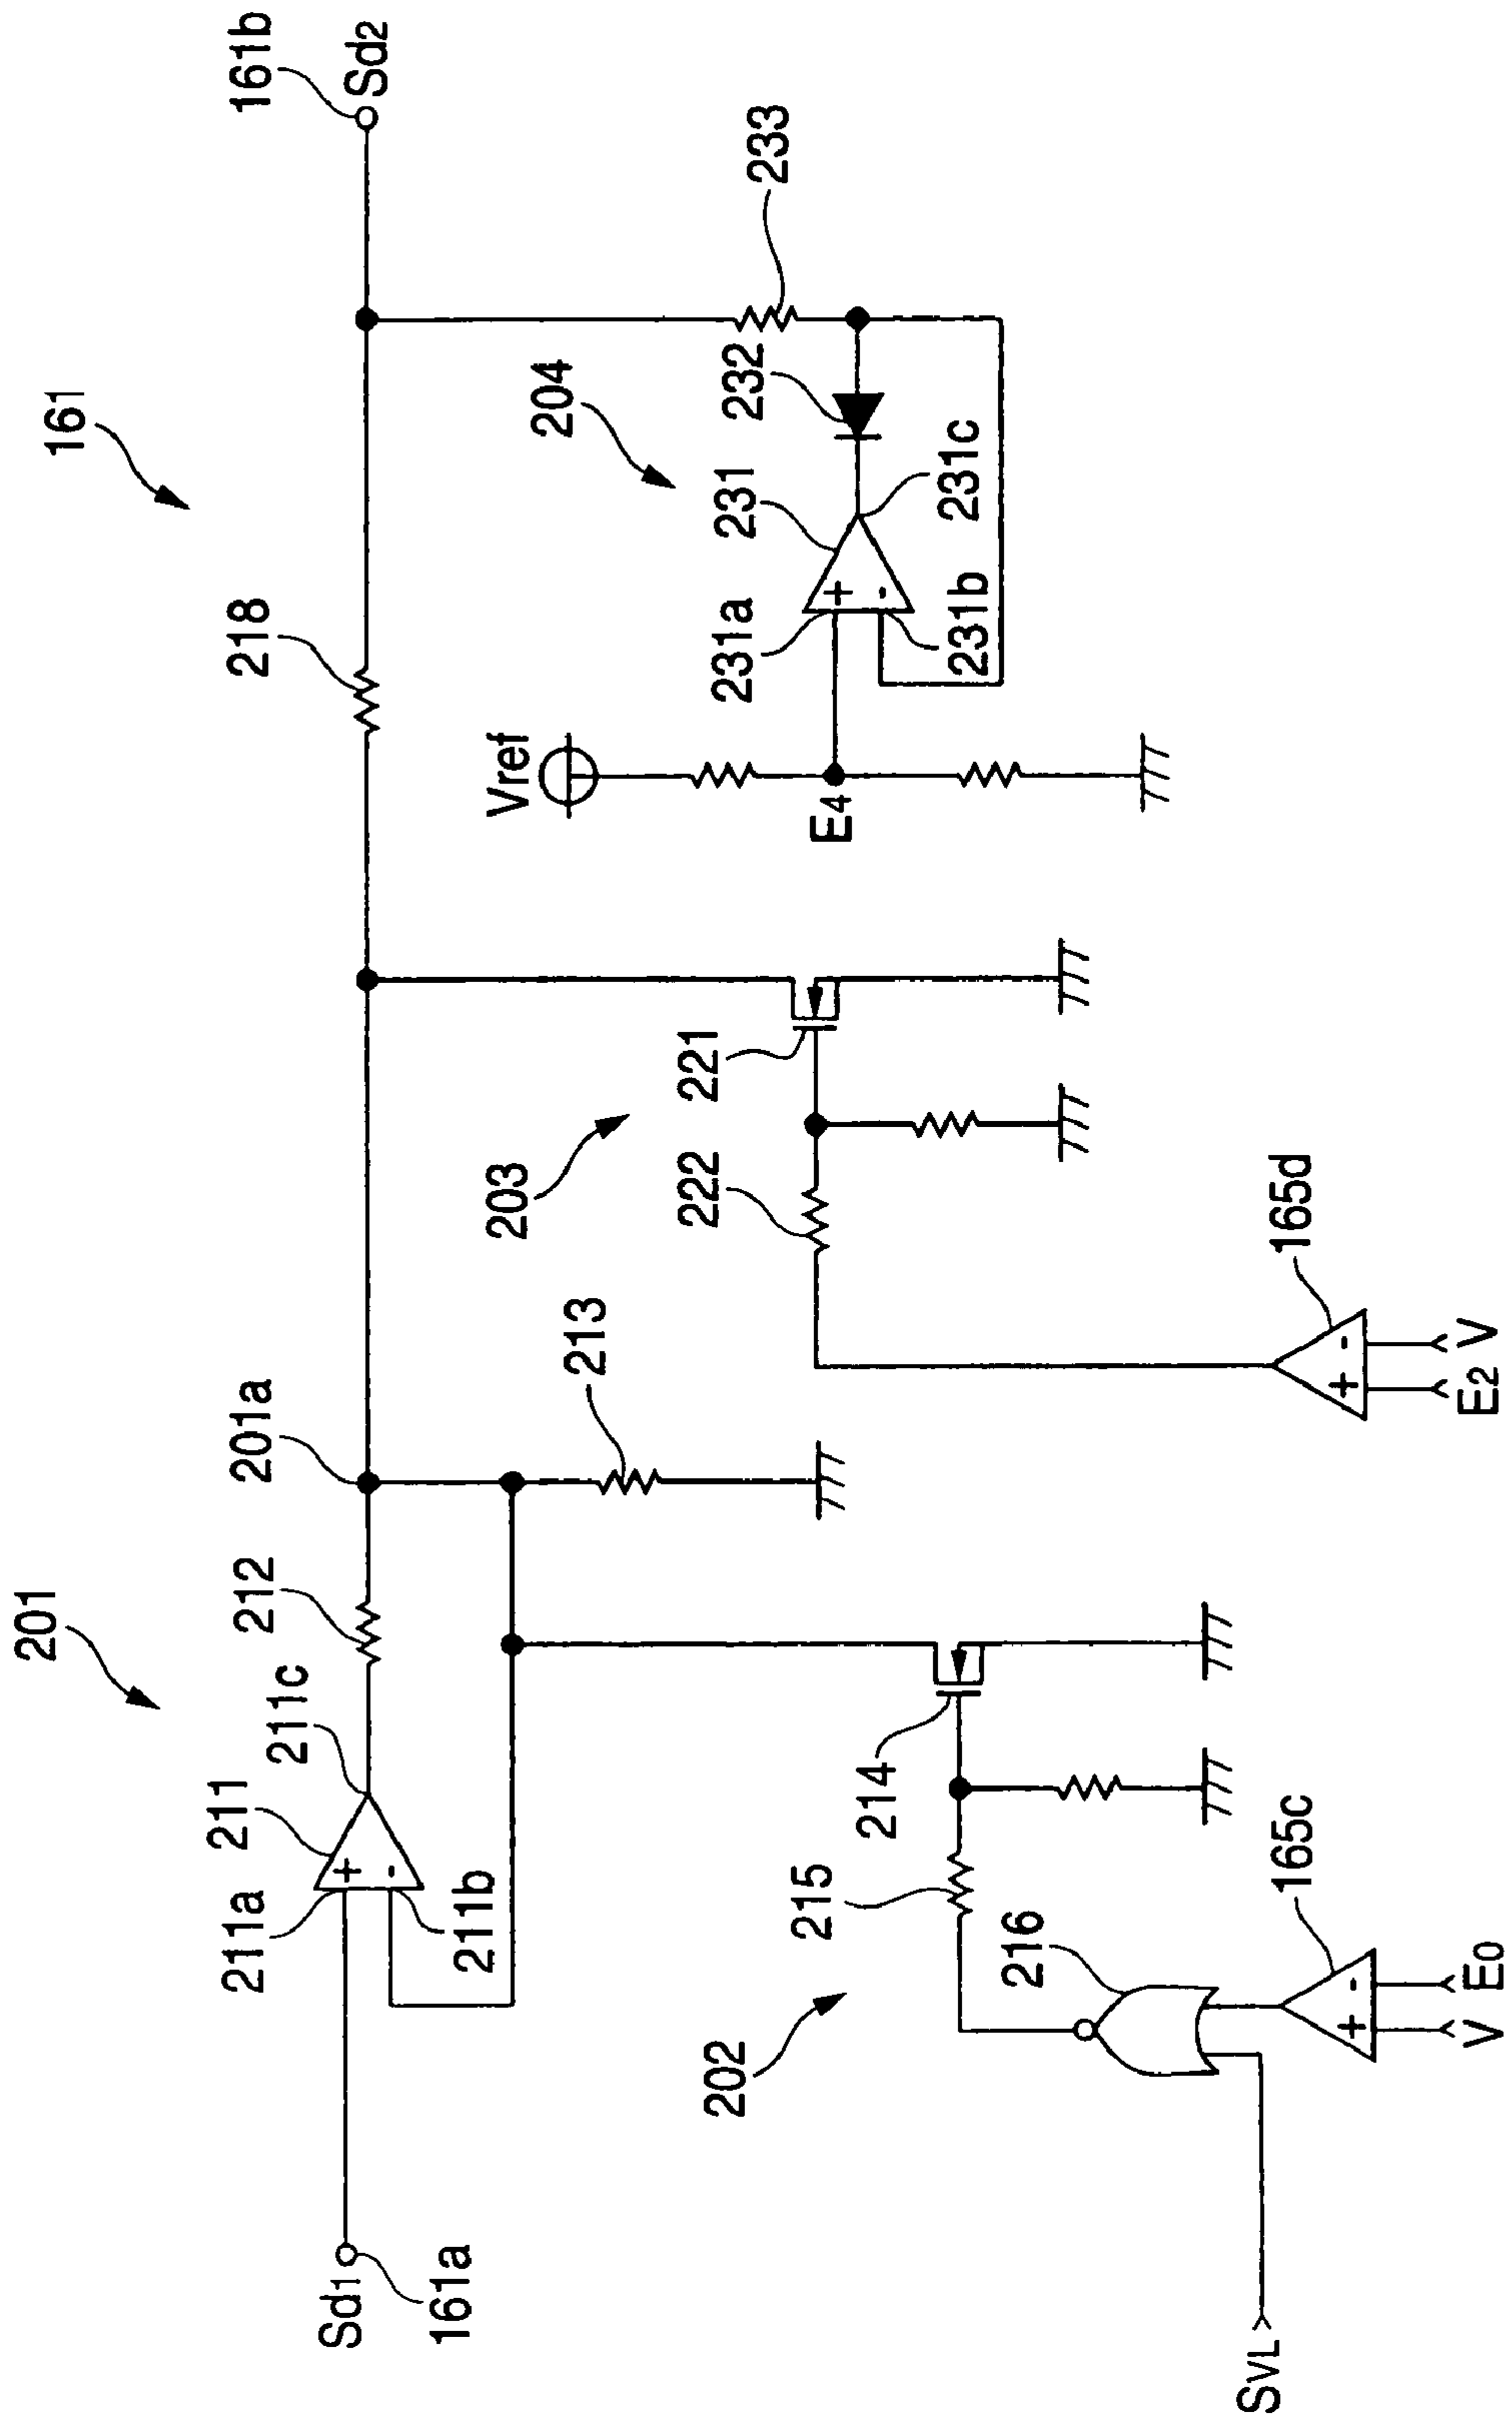 161
201
211
211a
211c
212
201a
218
161b
Sd2
Sd1
161a
211b
213
203
Vref
204
231
231a
232
233
221
222
E4
231b
231c
202
215
214
216
165c
165d
SVL
V
E0
E2
V
+
-
+
-
+
-
+
-